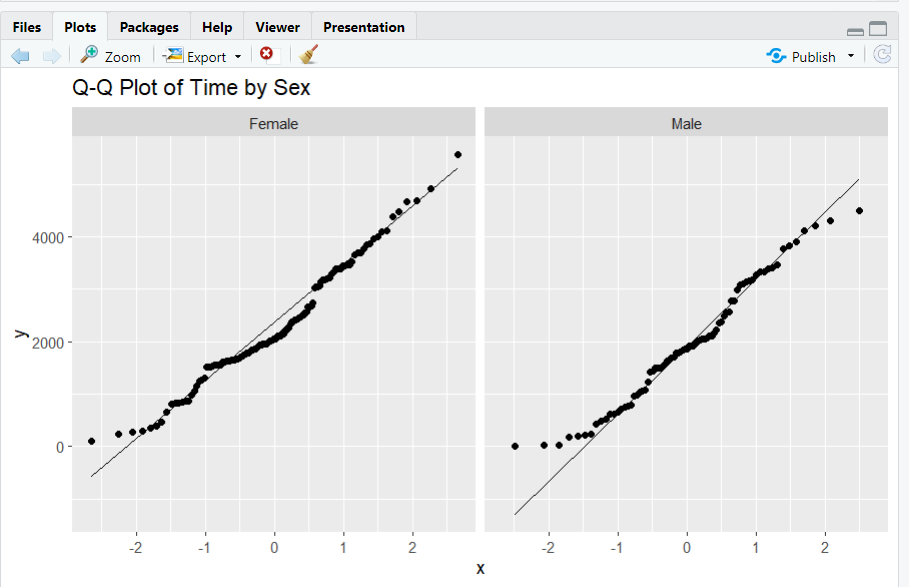 Files Plots Packages Help Viewer Presentation
Zoom Export Publish
Q-Q Plot of Time by Sex
Female Male
4000
2000
0
y
-2 -1 0 1 2 -2 -1 0 1 2
x